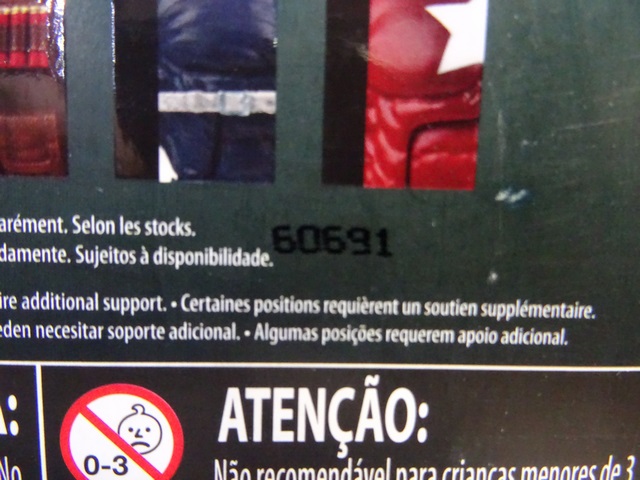 arément. Selon les stocks.
damente. Sujeitos à disponibilidade.
60691
ire additional support. • Certaines positions requièrent un soutien supplémentaire.
eden necesitar soporte adicional. • Algumas posições requerem apoio adicional.
A:
ATENÇÃO:
0-3
No
Não recomendável para crianças menores de 3